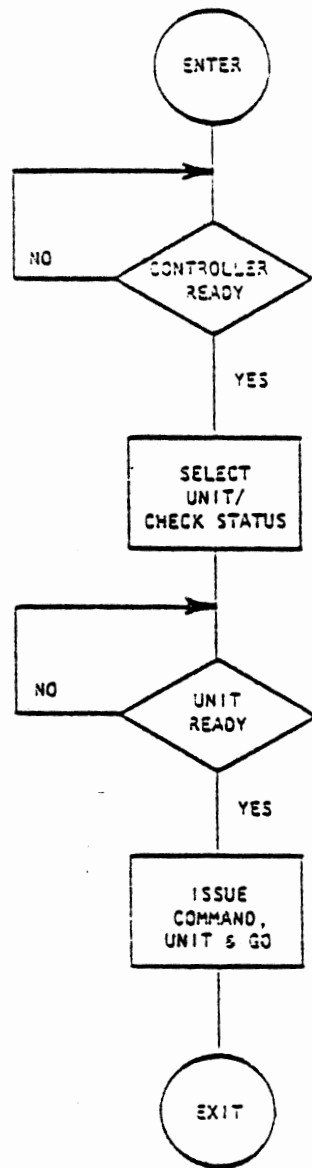 ENTER
CONTROLLER
READY
NO
YES
SELECT
UNIT/
CHECK STATUS
UNIT
READY
NO
YES
ISSUE
COMMAND,
UNIT & GO
EXIT